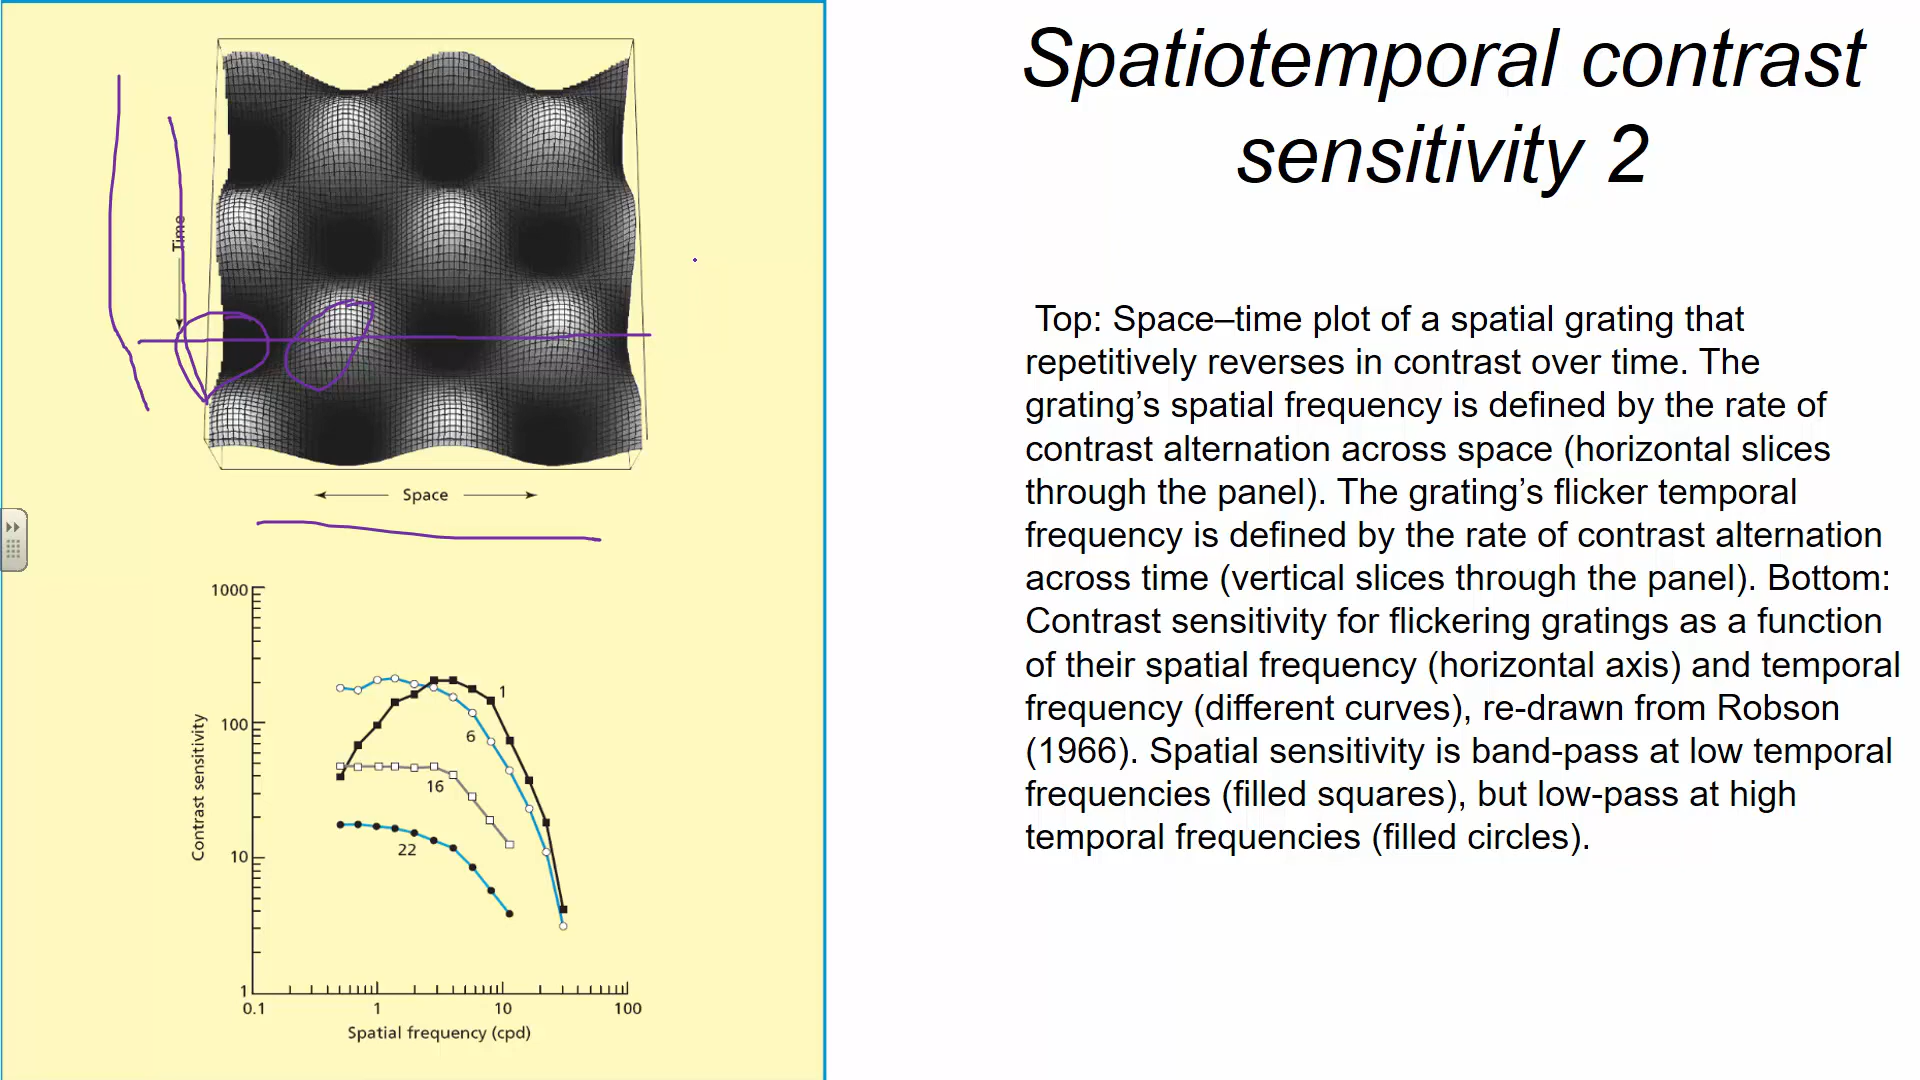 Spatiotemporal contrast
sensitivity 2
Time
Space
Top: Space–time plot of a spatial grating that
repetitively reverses in contrast over time. The
grating’s spatial frequency is defined by the rate of
contrast alternation across space (horizontal slices
through the panel). The grating’s flicker temporal
frequency is defined by the rate of contrast alternation
across time (vertical slices through the panel). Bottom:
Contrast sensitivity for flickering gratings as a function
of their spatial frequency (horizontal axis) and temporal
frequency (different curves), re-drawn from Robson
(1966). Spatial sensitivity is band-pass at low temporal
frequencies (filled squares), but low-pass at high
temporal frequencies (filled circles).
Contrast sensitivity
1000
100
10
1
1
6
16
22
0.1
1
10
100
Spatial frequency (cpd)